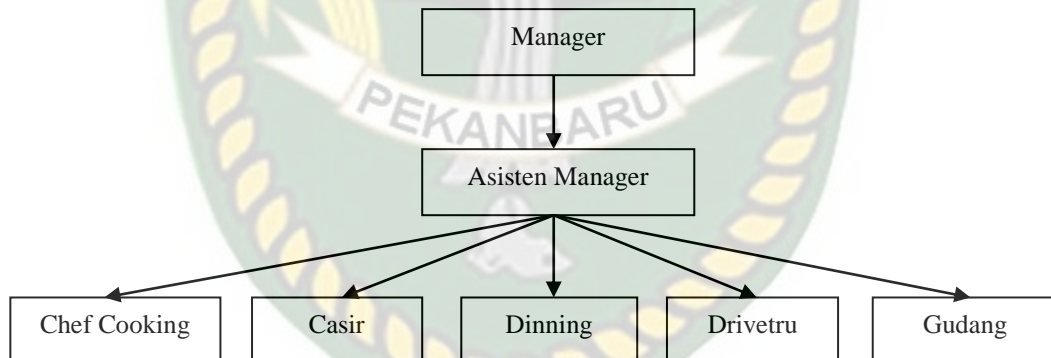 Manager
PEKANBARU
Asisten Manager
Chef Cooking
Casir
Dinning
Drivetru
Gudang